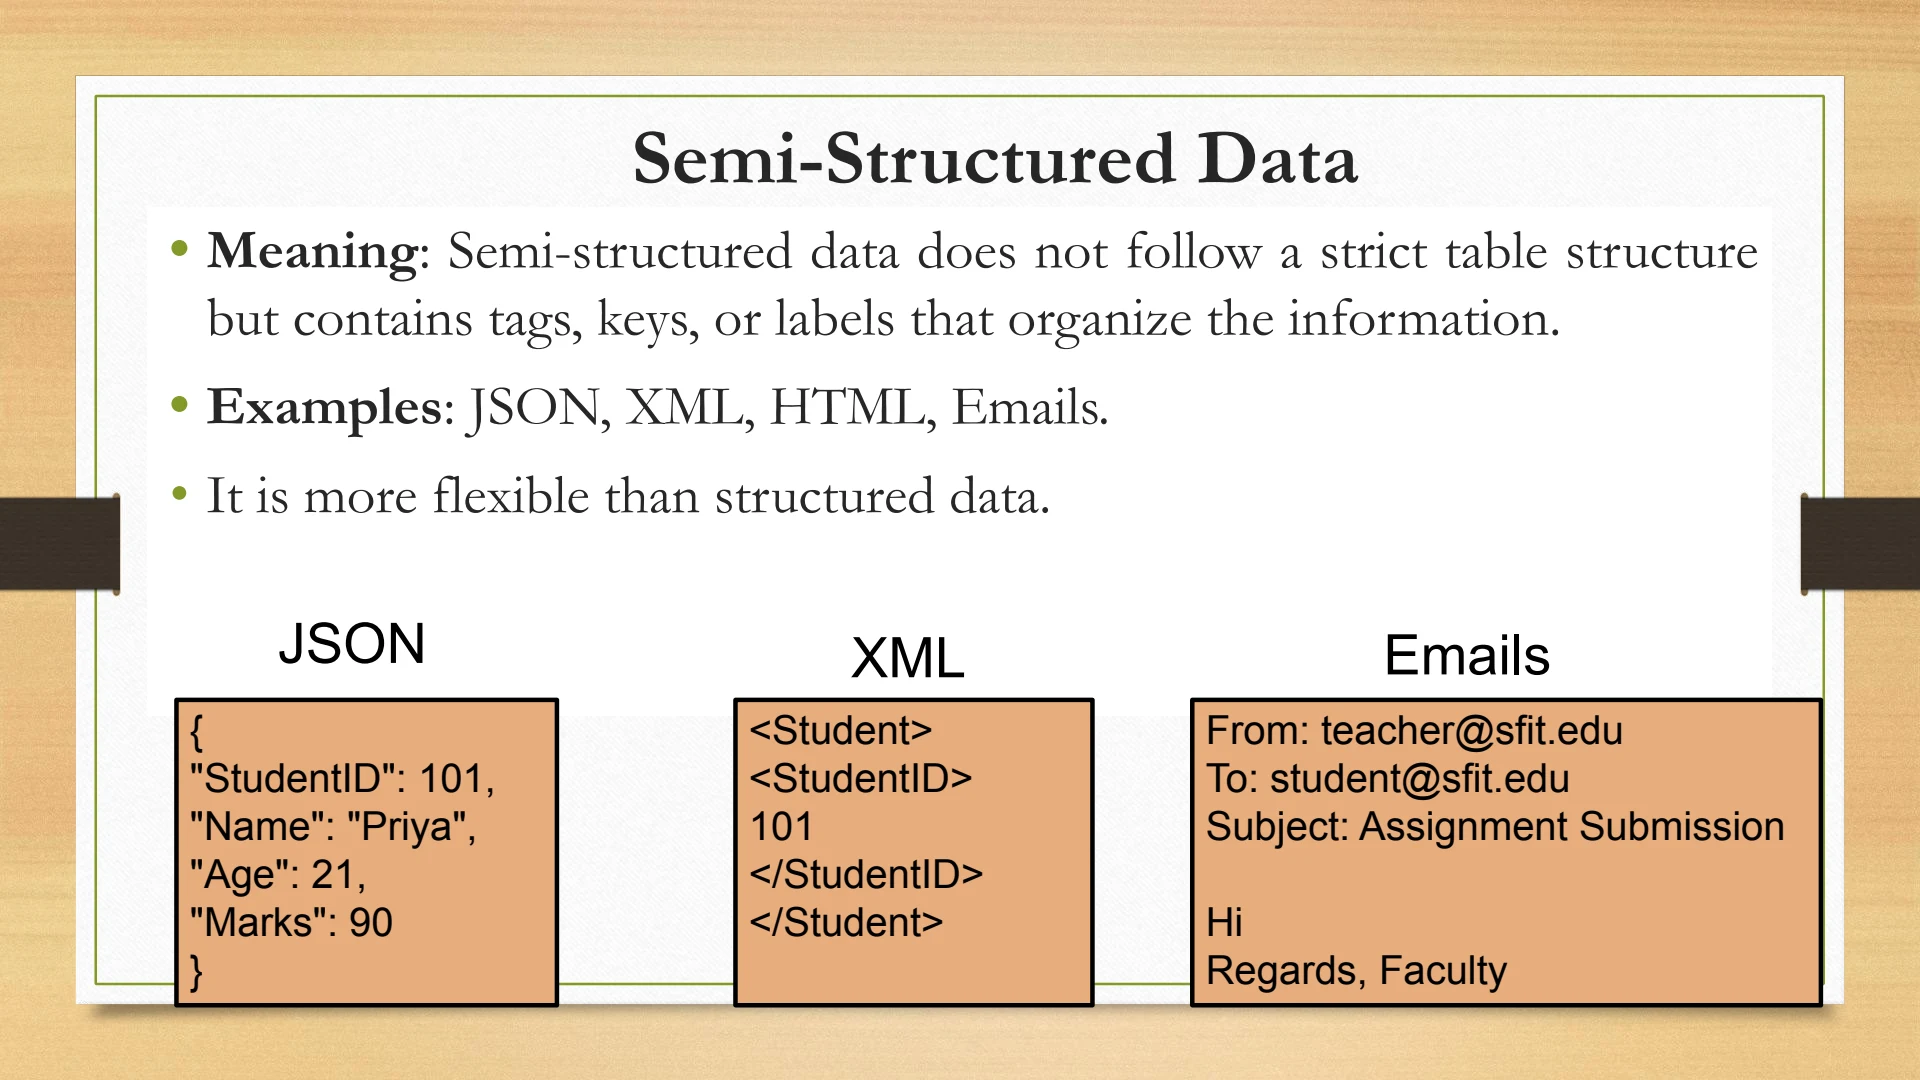 Semi-Structured Data
• Meaning: Semi-structured data does not follow a strict table structure
but contains tags, keys, or labels that organize the information.
• Examples: JSON, XML, HTML, Emails.
• It is more flexible than structured data.
JSON
{
"StudentID": 101,
"Name": "Priya",
"Age": 21,
"Marks": 90
}
XML
<Student>
<StudentID>
101
</StudentID>
</Student>
Emails
From: teacher@sfit.edu
To: student@sfit.edu
Subject: Assignment Submission
Hi
Regards, Faculty